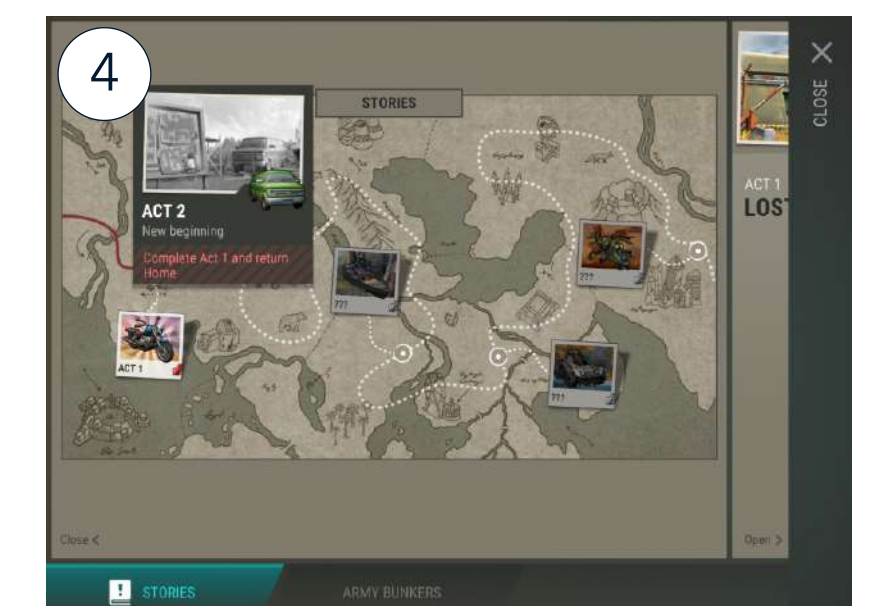 4
STORIES
CLOSE
ACT 2
New beginning
Complete Act 1 and return
Home
ACT 1
LOST
???
???
ACT 1
???
Close <
Open >
STORIES
ARMY BUNKERS